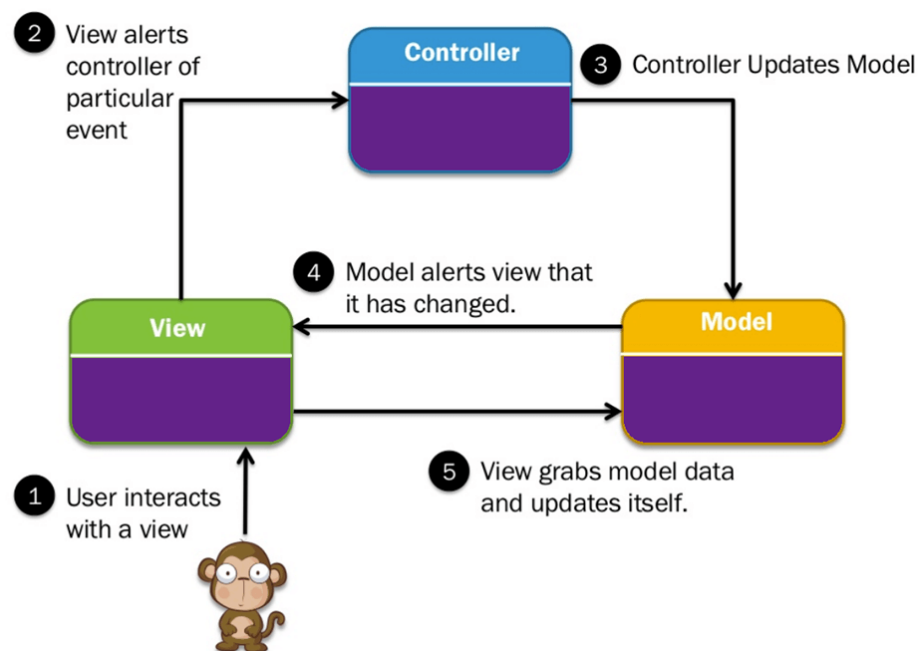 2 View alerts
controller of
particular
event
Controller
3 Controller Updates Model
4 Model alerts view that
it has changed.
View
Model
5 View grabs model data
and updates itself.
1 User interacts
with a view